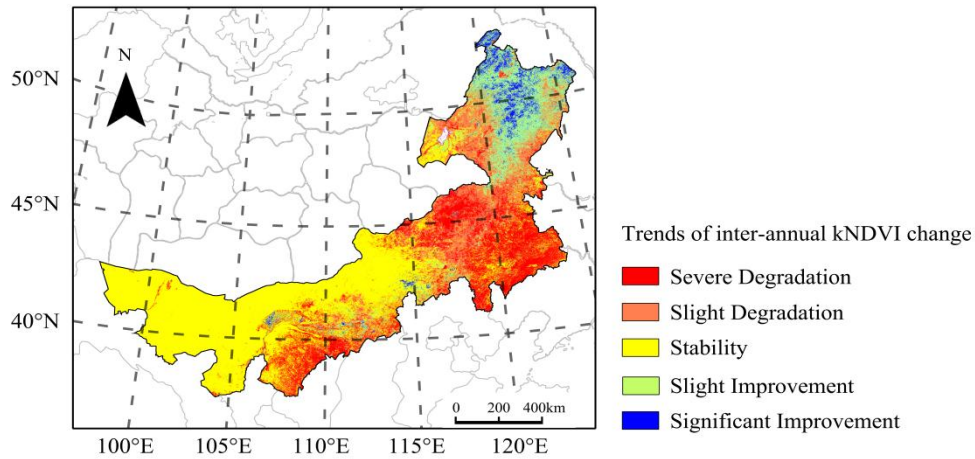 N
50°N
45°N
40°N
100°E
105°E
110°E
115°E
120°E
0 200 400km
Trends of inter-annual kNDVI change
Severe Degradation
Slight Degradation
Stability
Slight Improvement
Significant Improvement